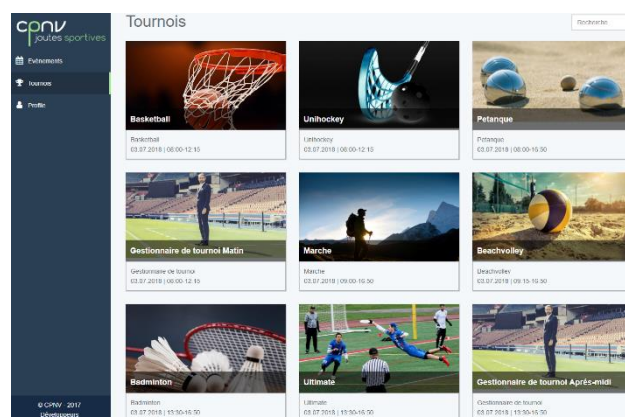 cpnv
joutes sportives
Evénements
Tournois
Profile
© CPNV - 2017
Développeurs
Tournois
Recherche
Basketball
Basketball
03.07.2018 | 08:00-12:15
Unihockey
Unihockey
03.07.2018 | 08:00-12:15
Petanque
Petanque
03.07.2018 | 08:00-16:50
Gestionnaire de tournoi Matin
Gestionnaire de tournoi
03.07.2018 | 08:00-12:15
Marche
Marche
03.07.2018 | 09:00-16:50
Beachvolley
Beachvolley
03.07.2018 | 09:15-16:50
Badminton
Badminton
03.07.2018 | 13:30-16:50
Ultimate
Ultimate
03.07.2018 | 13:30-16:50
Gestionnaire de tournoi Après-midi
Gestionnaire de tournoi
03.07.2018 | 13:30-16:50